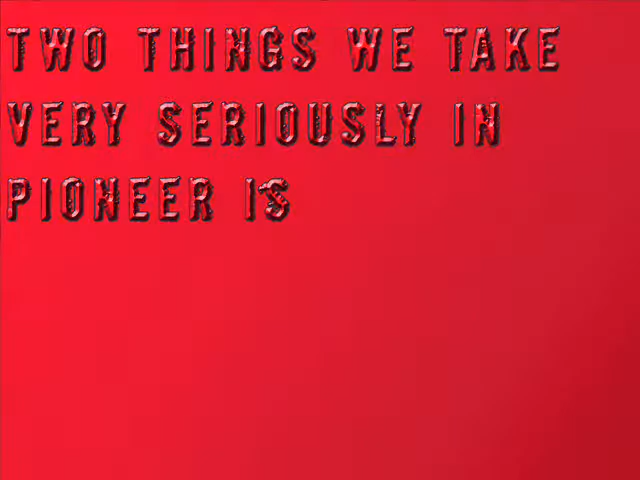 TWO THINGS WE TAKE
VERY SERIOUSLY IN
PIONEER IS